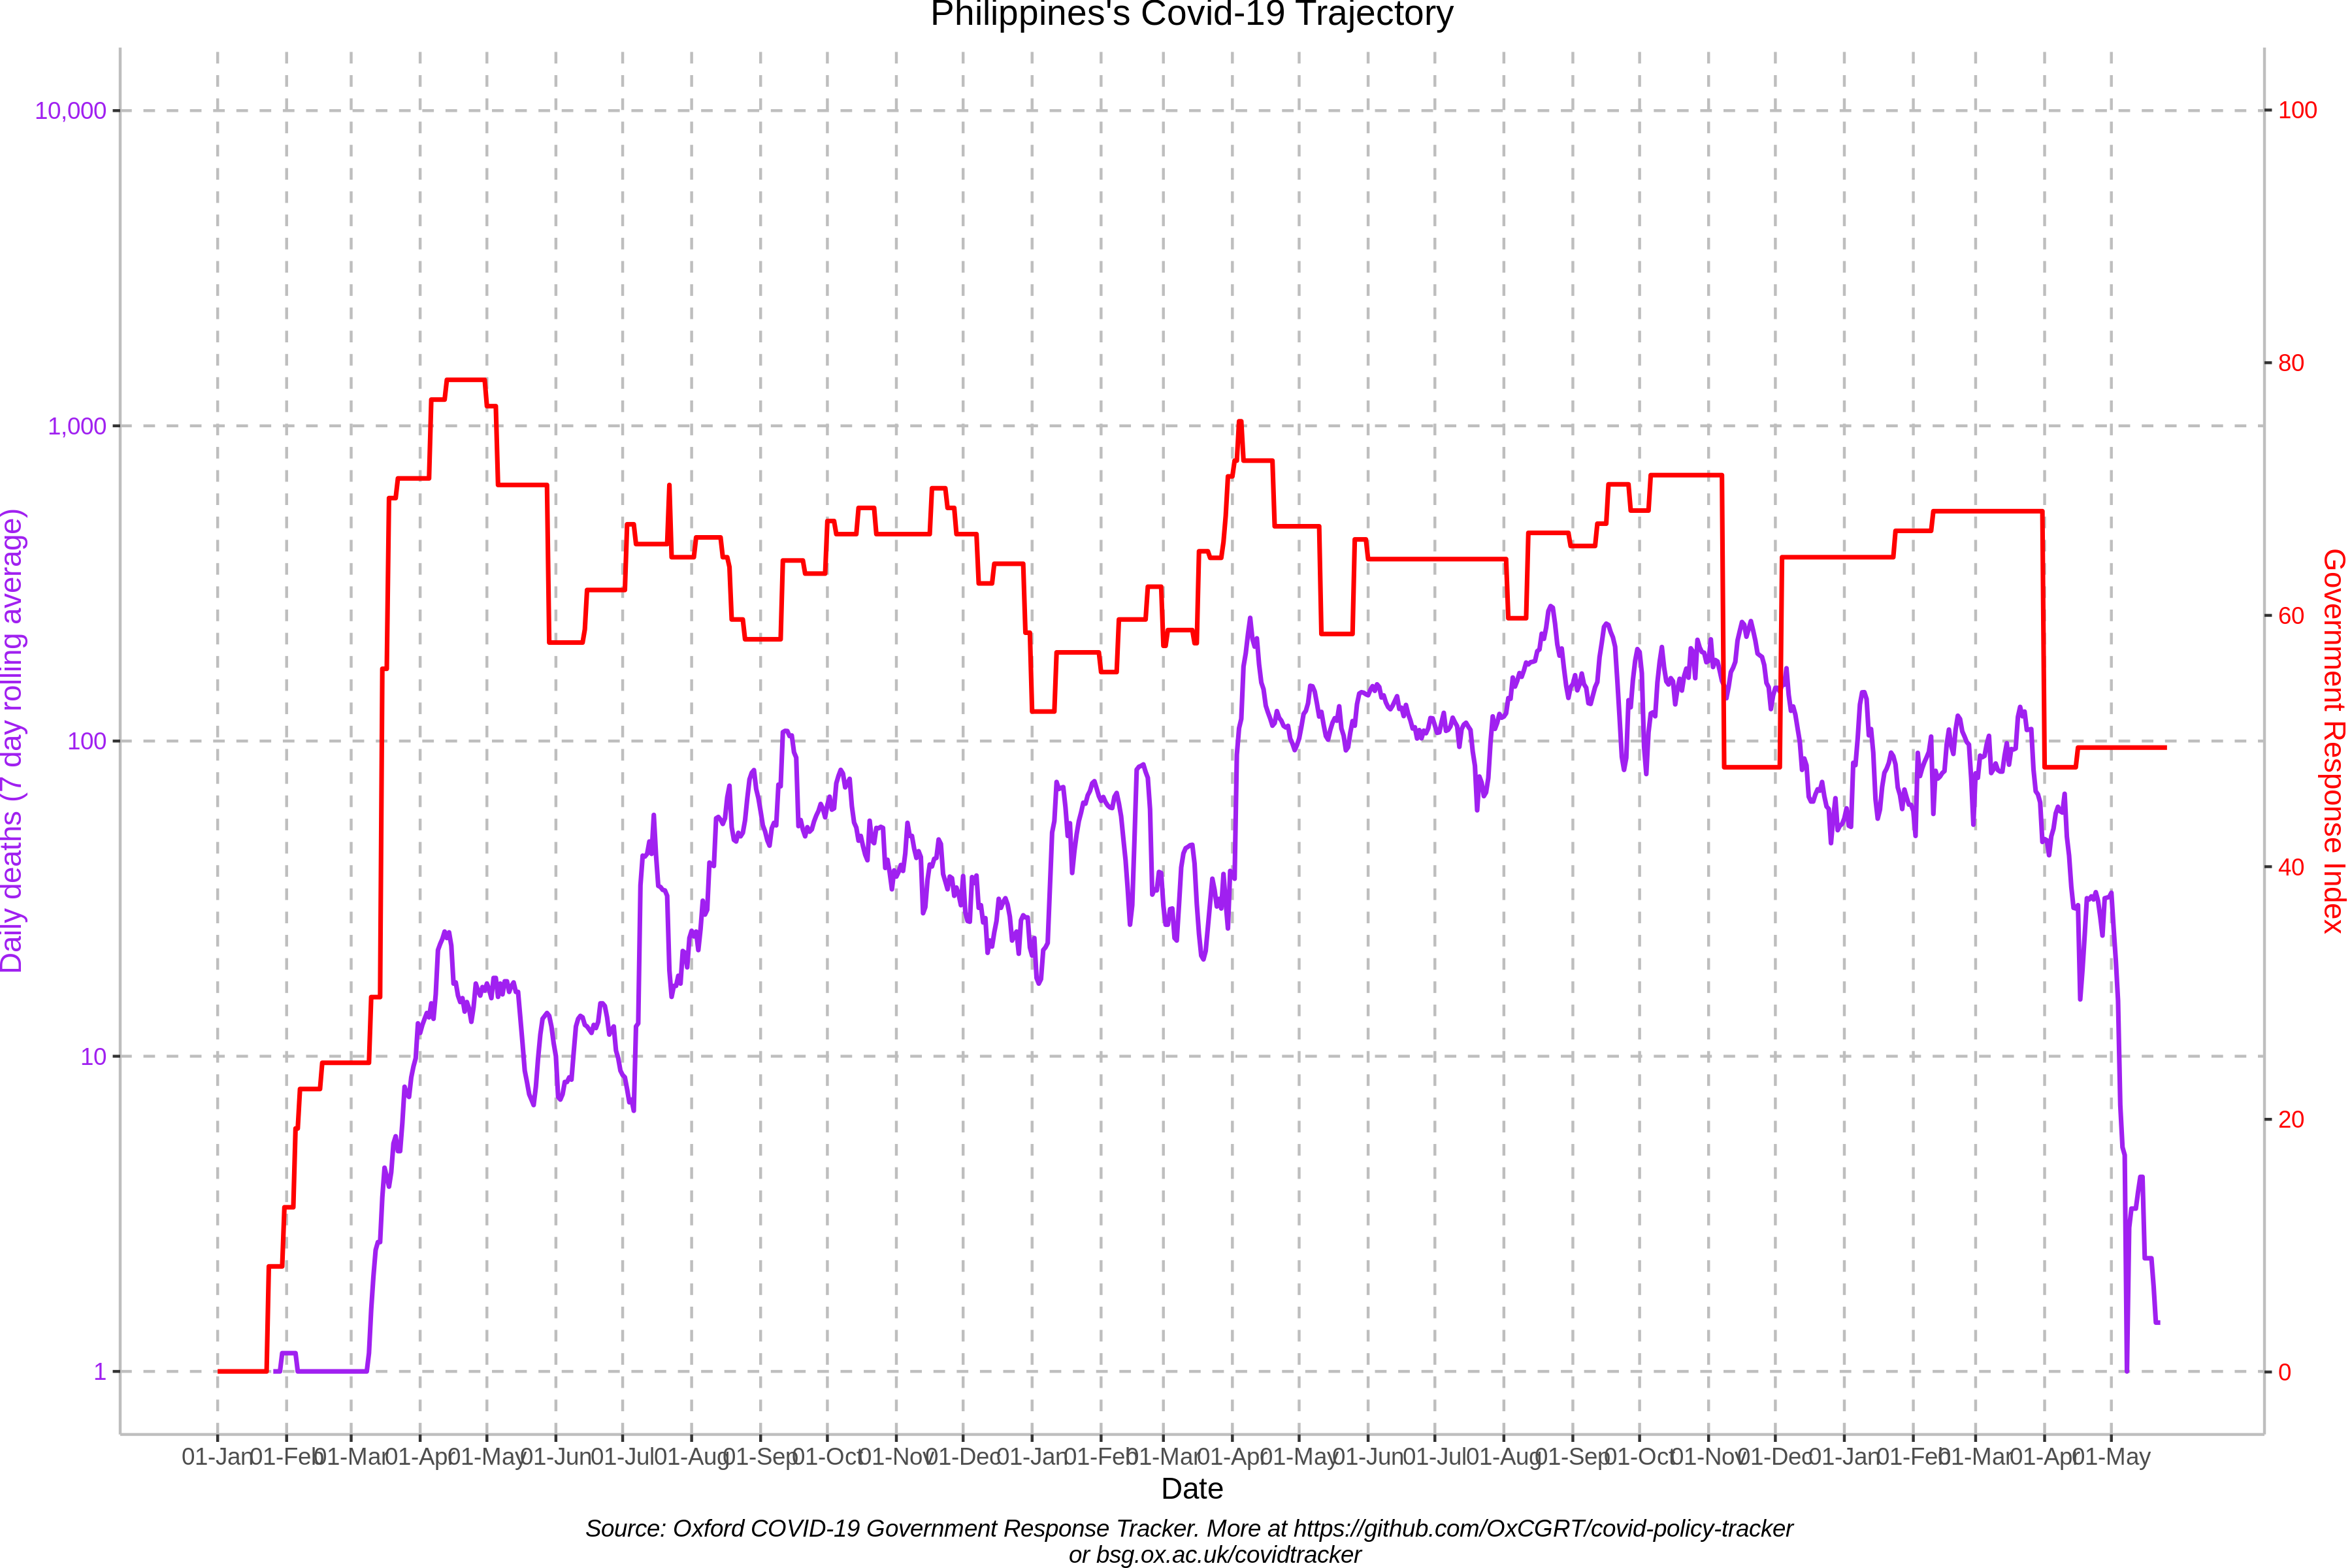 Philippines's Covid-19 Trajectory
10,000
1,000
100
10
1
100
80
60
40
20
0
Daily deaths (7 day rolling average)
Government Response Index
01-Jan 01-Feb 01-Mar 01-Apr 01-May 01-Jun 01-Jul 01-Aug 01-Sep 01-Oct 01-Nov 01-Dec 01-Jan 01-Feb 01-Mar 01-Apr 01-May 01-Jun 01-Jul 01-Aug 01-Sep 01-Oct 01-Nov 01-Dec 01-Jan 01-Feb 01-Mar 01-Apr 01-May
Date
Source: Oxford COVID-19 Government Response Tracker. More at https://github.com/OxCGRT/covid-policy-tracker
or bsg.ox.ac.uk/covidtracker